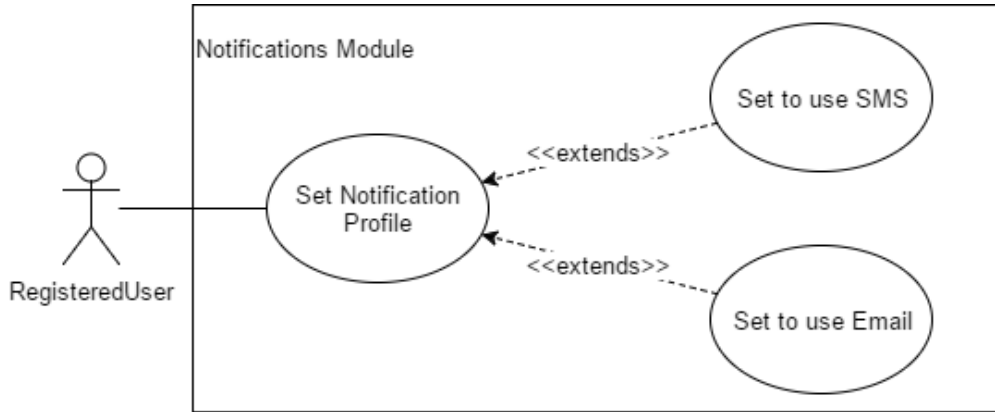 Notifications Module
Set to use SMS
<<extends>>
Set Notification
Profile
RegisteredUser
<<extends>>
Set to use Email